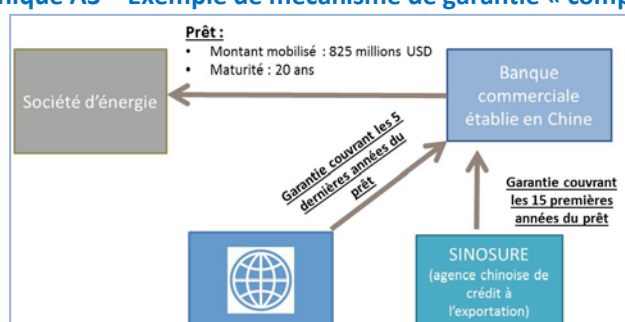 nique A3 – Exemple de mécanisme de garantie « comp
Prêt :
• Montant mobilisé : 825 millions USD
• Maturité : 20 ans
Société d'énergie
Banque
commerciale
établie en Chine
Garantie couvrant les 5
dernières années du
prêt
Garantie couvrant
les 15 premières
années du prêt
SINOSURE
(agence chinoise de
crédit à
l'exportation)